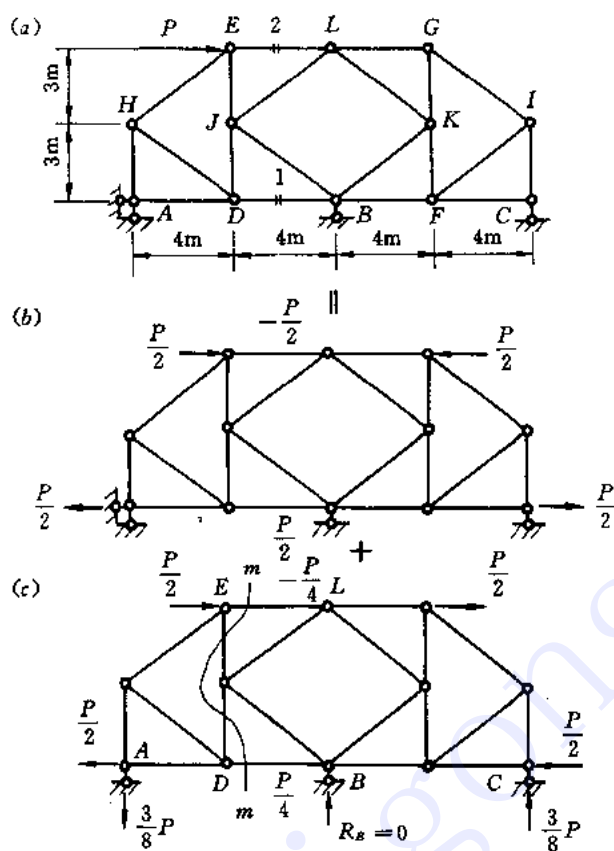 (a) P E 2 L G
3m H J K I
3m 1
A D B F C
4m 4m 4m 4m
||
(b) P/2 -P/2 P/2
P/2 P/2 P/2
+
(c) P/2 m E -P/4 L P/2
P/2 A D m P/4 B C P/2
3/8 P R_B = 0 3/8 P